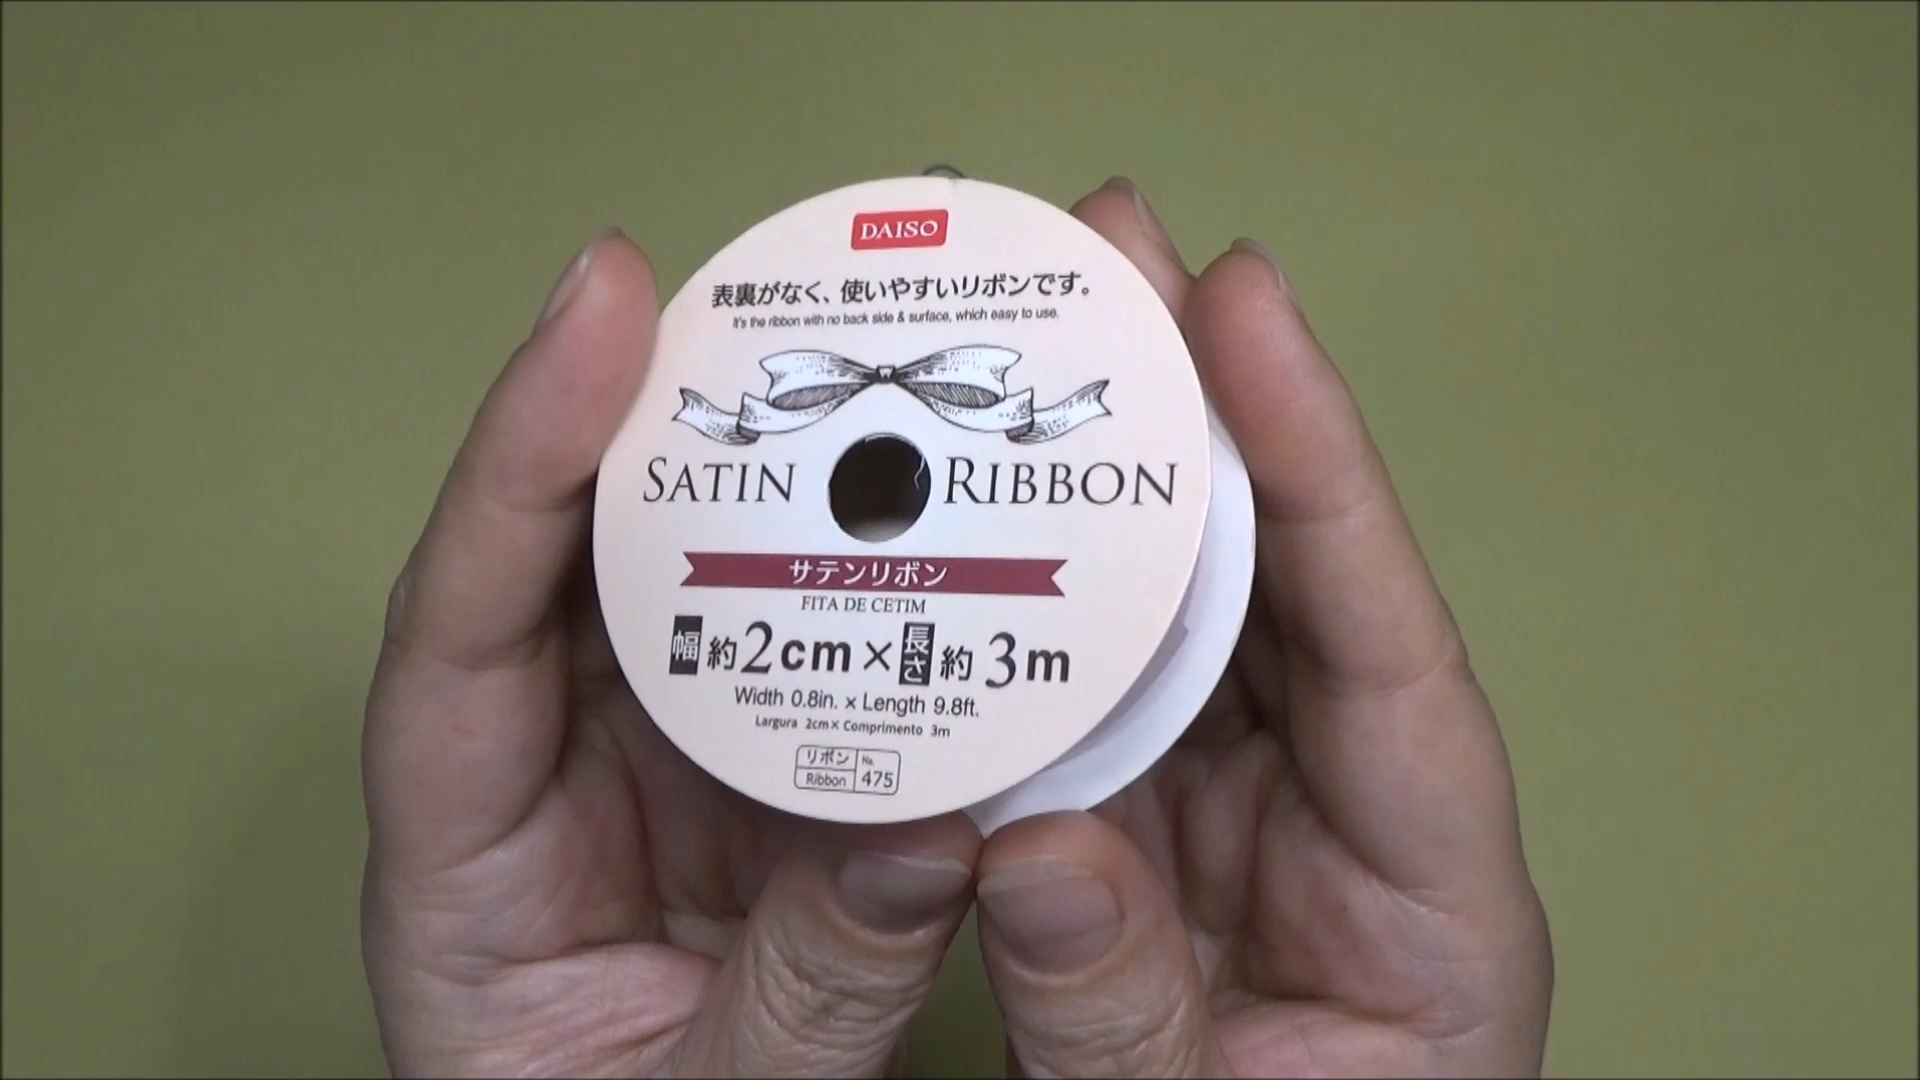 DAISO
表裏がなく、使いやすいリボンです。
It's the ribbon with no back side & surface, which easy to use.
SATIN RIBBON
サテンリボン
FITA DE CETIM
幅 約2cm×長さ 約3m
Width 0.8in. × Length 9.8ft.
Largura 2cm× Comprimento 3m
リボン No.
Ribbon 475